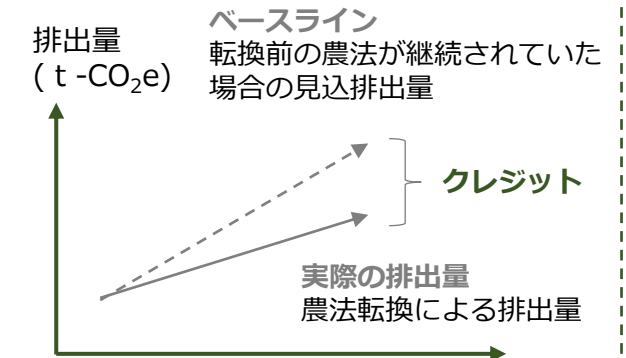 排出量
( t -CO₂e)
ベースライン
転換前の農法が継続されていた
場合の見込排出量
クレジット
実際の排出量
農法転換による排出量